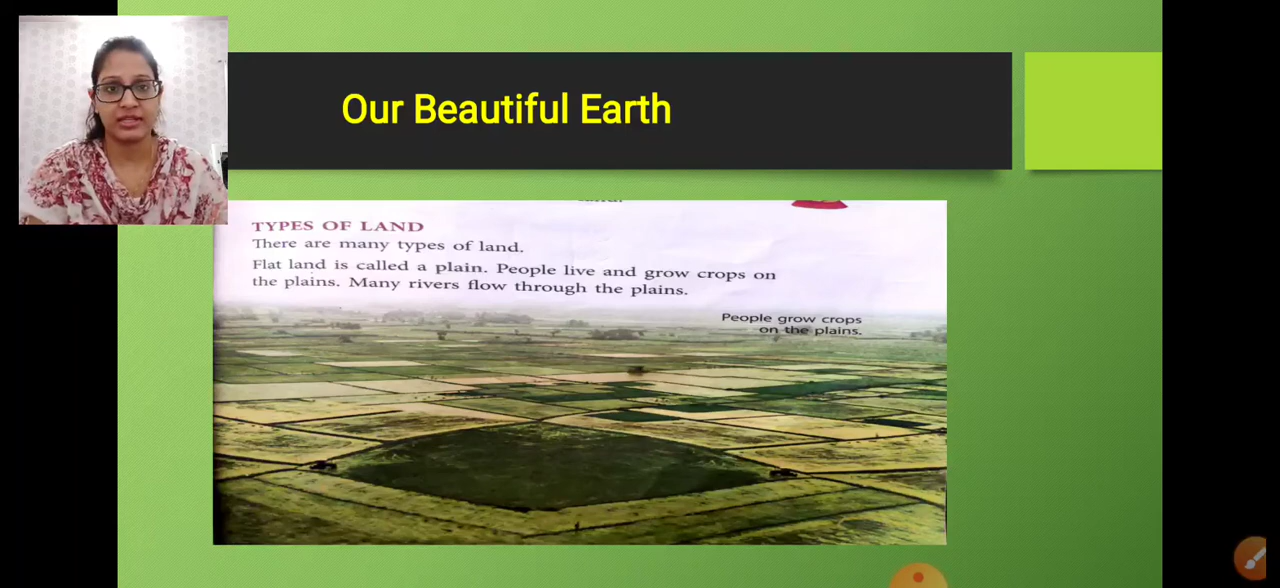 Our Beautiful Earth
TYPES OF LAND
There are many types of land.
Flat land is called a plain. People live and grow crops on
the plains. Many rivers flow through the plains.
People grow crops
on the plains.